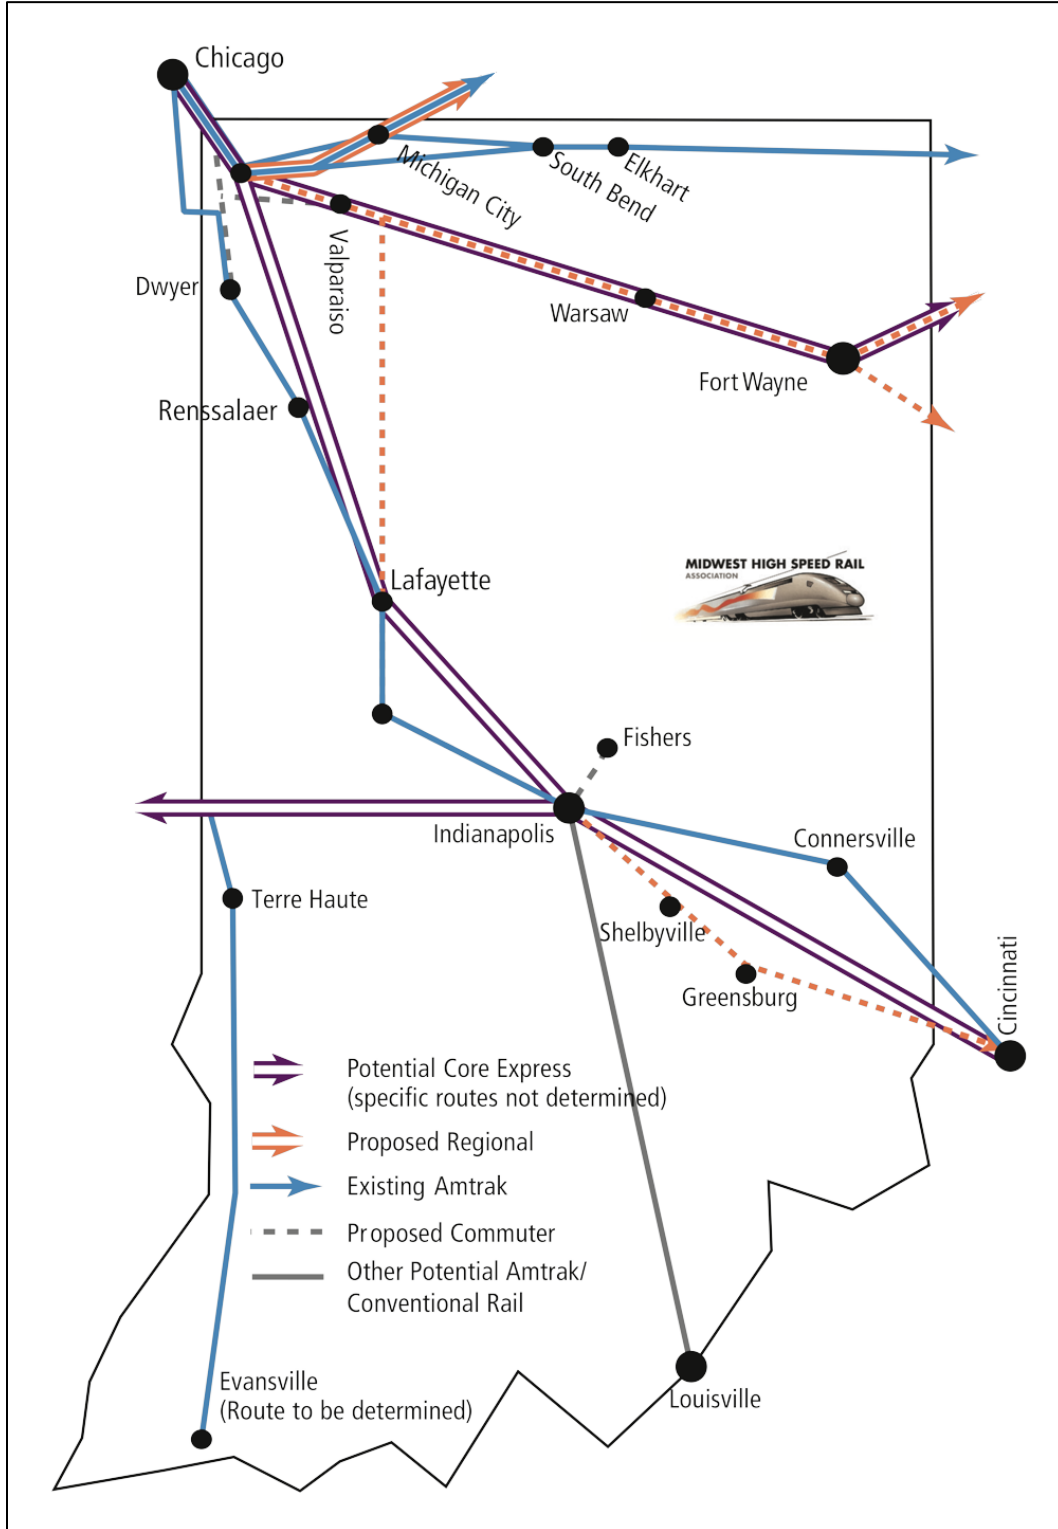 Chicago
Michigan City
South Bend
Elkhart
Valparaiso
Dwyer
Warsaw
Fort Wayne
Renssalaer
MIDWEST HIGH SPEED RAIL
ASSOCIATION
Lafayette
Fishers
Indianapolis
Connersville
Terre Haute
Shelbyville
Greensburg
Cincinnati
Potential Core Express
(specific routes not determined)
Proposed Regional
Existing Amtrak
Proposed Commuter
Other Potential Amtrak/
Conventional Rail
Evansville
(Route to be determined)
Louisville